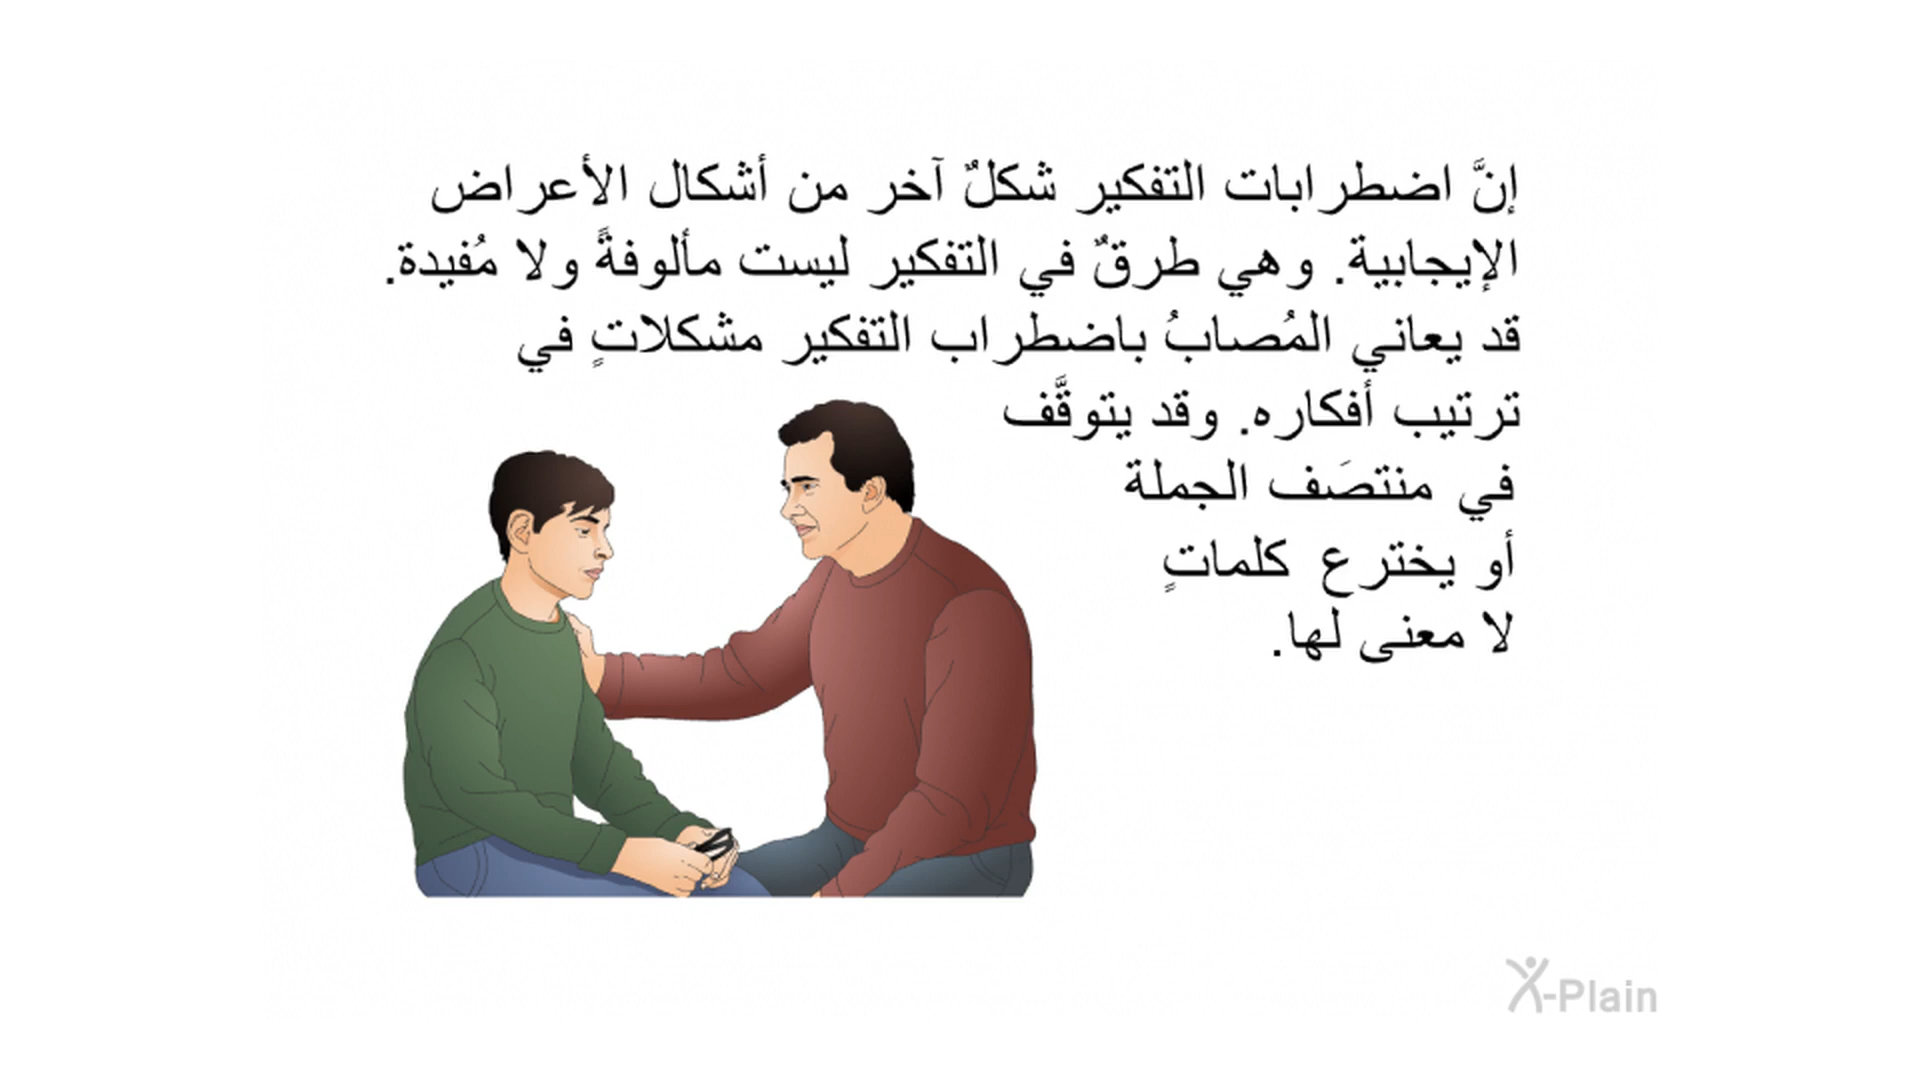 إنَّ اضطرابات التفكير شكلٌ آخر من أشكال الأعراض
الإيجابية. وهي طرقٌ في التفكير ليست مألوفةً ولا مُفيدة.
قد يعاني المُصابُ باضطراب التفكير مشكلاتٍ في
ترتيب أفكاره. وقد يتوقَّف
في منتصَف الجملة
أو يخترع كلماتٍ
لا معنى لها.
X-Plain